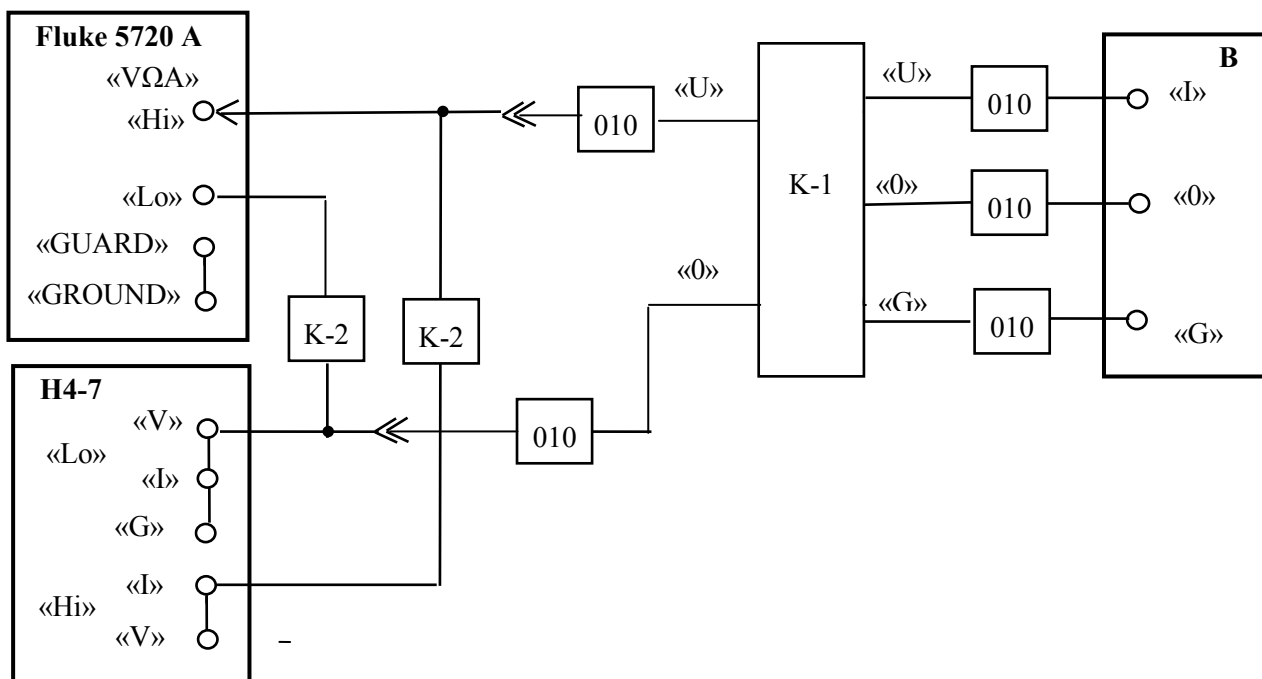 Fluke 5720 A
«VΩA»
«Hi»
«Lo»
«GUARD»
«GROUND»
K-2
K-2
H4-7
«V»
«Lo»
«I»
«G»
«I»
«Hi»
«V»
–
010
«U»
«0»
010
K-1
«U»
010
«0»
010
«G»
010
B
«I»
«0»
«G»